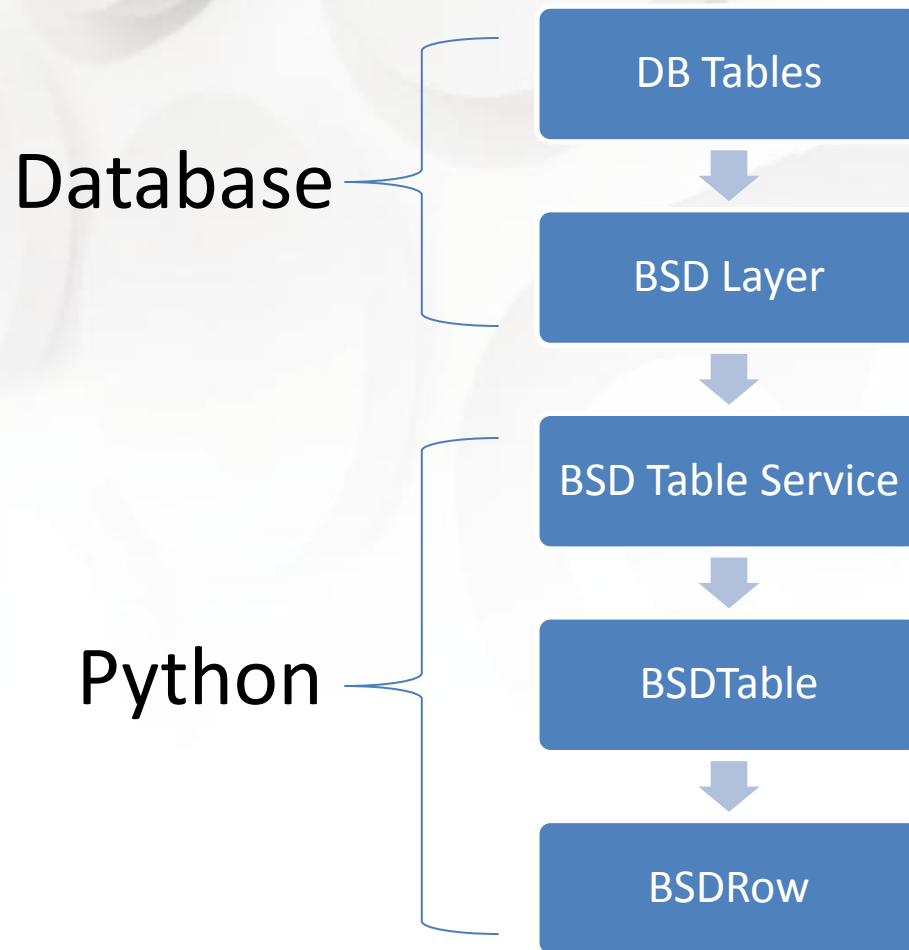 Database
DB Tables
BSD Layer
Python
BSD Table Service
BSDTable
BSDRow